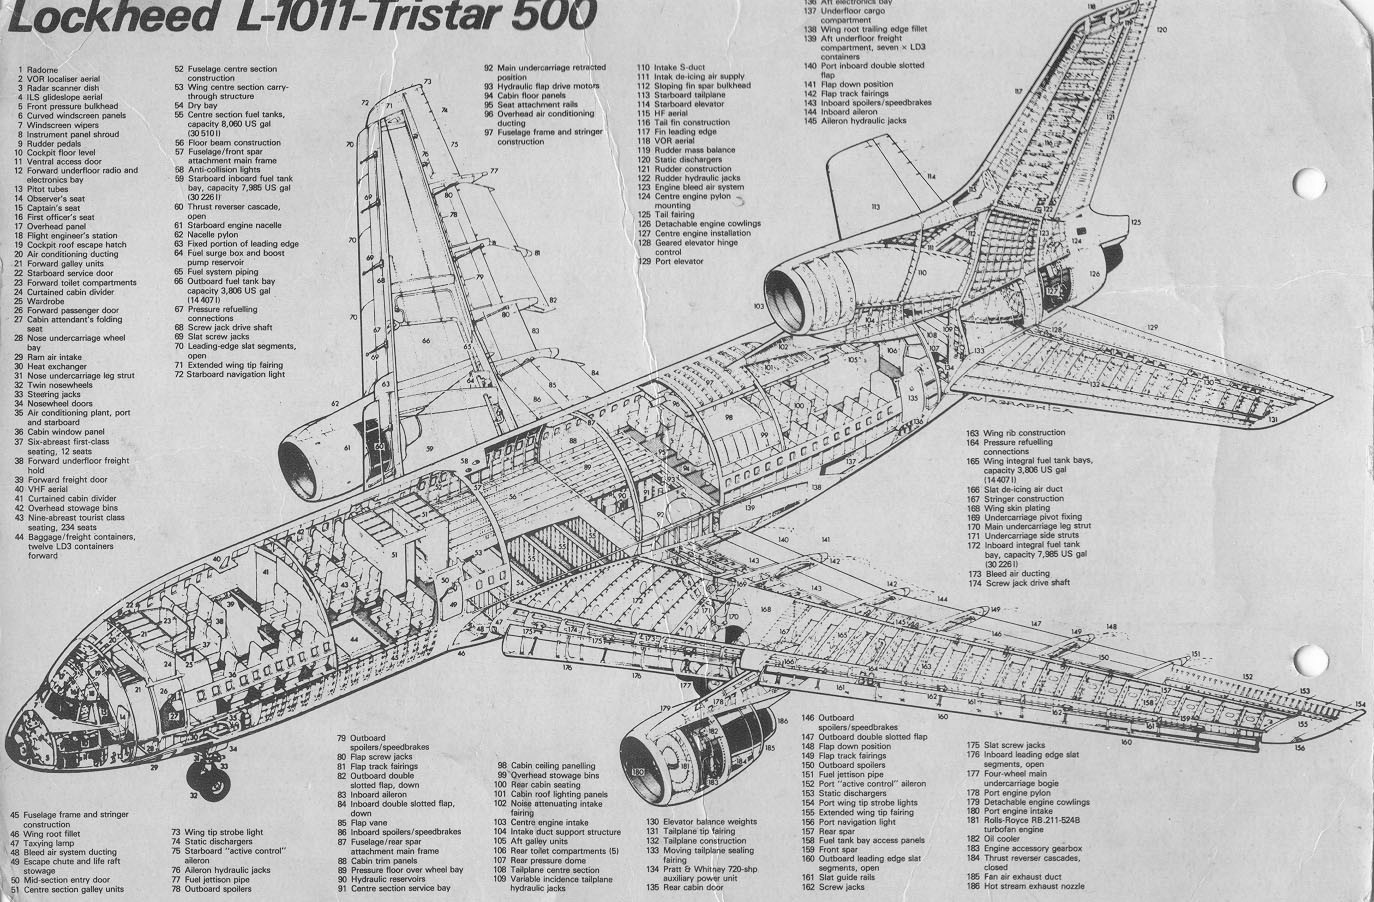 Lockheed L-1011-Tristar 500
1 Radome
2 VOR localiser aerial
3 Radar scanner dish
4 ILS glideslope aerial
5 Front pressure bulkhead
6 Curved windscreen panels
7 Windscreen wipers
8 Instrument panel shroud
9 Rudder pedals
10 Cockpit floor level
11 Ventral access door
12 Forward underfloor radio and
electronics bay
13 Pitot tubes
14 Observer's seat
15 Captain's seat
16 First officer's seat
17 Overhead panel
18 Flight engineer's station
19 Cockpit roof escape hatch
20 Air conditioning ducting
21 Forward galley units
22 Starboard service door
23 Forward toilet compartments
24 Curtained cabin divider
25 Wardrobe
26 Forward passenger door
27 Cabin attendant's folding
seat
28 Nose undercarriage wheel
bay
29 Ram air intake
30 Heat exchanger
31 Nose undercarriage leg strut
32 Twin nosewheels
33 Steering jacks
34 Nosewheel doors
35 Air conditioning plant, port
and starboard
36 Cabin window panel
37 Six-abreast first-class
seating, 12 seats
38 Forward underfloor freight
hold
39 Forward freight door
40 VHF aerial
41 Curtained cabin divider
42 Overhead stowage bins
43 Nine-abreast tourist class
seating, 234 seats
44 Baggage/freight containers,
twelve LD3 containers
forward
45 Fuselage frame and stringer
construction
46 Wing root fillet
47 Taxying lamp
48 Bleed air system ducting
49 Escape chute and life raft
stowage
50 Mid-section entry door
51 Centre section galley units
52 Fuselage centre section
construction
53 Wing centre section carry-
through structure
54 Dry bay
55 Centre section fuel tanks,
capacity 8,060 US gal
(30 510 l)
56 Floor beam construction
57 Fuselage/front spar
attachment main frame
58 Anti-collision lights
59 Starboard inboard fuel tank
bay, capacity 7,985 US gal
(30 226 l)
60 Thrust reverser cascade,
open
61 Starboard engine nacelle
62 Nacelle pylon
63 Fixed portion of leading edge
64 Fuel surge box and boost
pump reservoir
65 Fuel system piping
66 Outboard fuel tank bay
capacity 3,806 US gal
(14 407 l)
67 Pressure refuelling
connections
68 Screw jack drive shaft
69 Slat screw jacks
70 Leading-edge slat segments,
open
71 Extended wing tip fairing
72 Starboard navigation light
73 Wing tip strobe light
74 Static dischargers
75 Starboard "active control"
aileron
76 Aileron hydraulic jacks
77 Fuel jettison pipe
78 Outboard spoilers
79 Outboard
spoilers/speedbrakes
80 Flap screw jacks
81 Flap track fairings
82 Outboard double
slotted flap, down
83 Inboard aileron
84 Inboard double slotted flap,
down
85 Flap vane
86 Inboard spoilers/speedbrakes
87 Fuselage/rear spar
attachment main frame
88 Cabin trim panels
89 Pressure floor over wheel bay
90 Hydraulic reservoirs
91 Centre section service bay
92 Main undercarriage retracted
position
93 Hydraulic flap drive motors
94 Cabin floor panels
95 Seat attachment rails
96 Overhead air conditioning
ducting
97 Fuselage frame and stringer
construction
98 Cabin ceiling panelling
99 Overhead stowage bins
100 Rear cabin seating
101 Cabin roof lighting panels
102 Noise attenuating intake
fairing
103 Centre engine intake
104 Intake duct support structure
105 Aft galley units
106 Rear toilet compartments (5)
107 Rear pressure dome
108 Tailplane centre section
109 Variable incidence tailplane
hydraulic jacks
110 Intake S-duct
111 Intak de-icing air supply
112 Sloping fin spar bulkhead
113 Starboard tailplane
114 Starboard elevator
115 HF aerial
116 Tail fin construction
117 Fin leading edge
118 VOR aerial
119 Rudder mass balance
120 Static dischargers
121 Rudder construction
122 Rudder hydraulic jacks
123 Engine bleed air system
124 Centre engine pylon
mounting
125 Tail fairing
126 Detachable engine cowlings
127 Centre engine installation
128 Geared elevator hinge
control
129 Port elevator
130 Elevator balance weights
131 Tailplane tip fairing
132 Tailplane construction
133 Moving tailplane sealing
fairing
134 Pratt & Whitney 720-shp
auxiliary power unit
135 Rear cabin door
136 Aft electronics bay
137 Underfloor cargo
compartment
138 Wing root trailing edge fillet
139 Aft underfloor freight
compartment, seven × LD3
containers
140 Port inboard double slotted
flap
141 Flap down position
142 Flap track fairings
143 Inboard spoilers/speedbrakes
144 Inboard aileron
145 Aileron hydraulic jacks
146 Outboard
spoilers/speedbrakes
147 Outboard double slotted flap
148 Flap down position
149 Flap track fairings
150 Outboard spoilers
151 Fuel jettison pipe
152 Port "active control" aileron
153 Static dischargers
154 Port wing tip strobe lights
155 Extended wing tip fairing
156 Port navigation light
157 Rear spar
158 Fuel tank bay access panels
159 Front spar
160 Outboard leading edge slat
segments, open
161 Slat guide rails
162 Screw jacks
163 Wing rib construction
164 Pressure refuelling
connections
165 Wing integral fuel tank bays,
capacity 3,806 US gal
(14 407 l)
166 Slat de-icing air duct
167 Stringer construction
168 Wing skin plating
169 Undercarriage pivot fixing
170 Main undercarriage leg strut
171 Undercarriage side struts
172 Inboard integral fuel tank
bay, capacity 7,985 US gal
(30 226 l)
173 Bleed air ducting
174 Screw jack drive shaft
175 Slat screw jacks
176 Inboard leading edge slat
segments, open
177 Four-wheel main
undercarriage bogie
178 Port engine pylon
179 Detachable engine cowlings
180 Port engine intake
181 Rolls-Royce RB.211-524B
turbofan engine
182 Oil cooler
183 Engine accessory gearbox
184 Thrust reverser cascades,
closed
185 Fan air exhaust duct
186 Hot stream exhaust nozzle
AVIAGRAPHICA